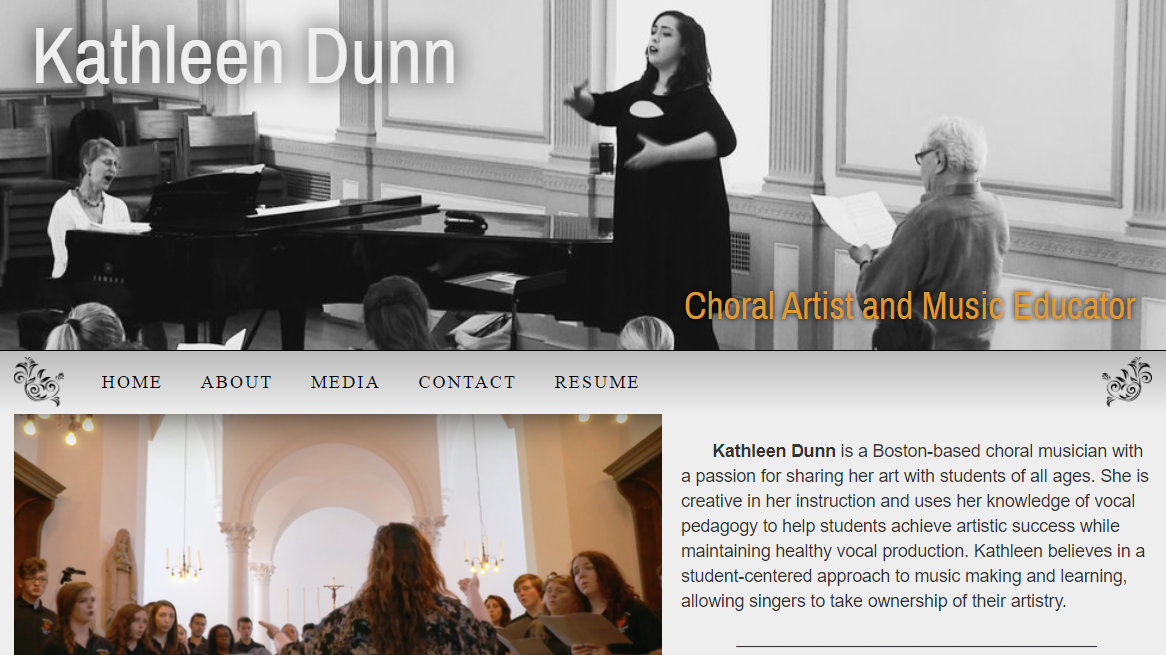 Kathleen Dunn
YAMAHA
Choral Artist and Music Educator
HOME ABOUT MEDIA CONTACT RESUME
Kathleen Dunn is a Boston-based choral musician with
a passion for sharing her art with students of all ages. She is
creative in her instruction and uses her knowledge of vocal
pedagogy to help students achieve artistic success while
maintaining healthy vocal production. Kathleen believes in a
student-centered approach to music making and learning,
allowing singers to take ownership of their artistry.